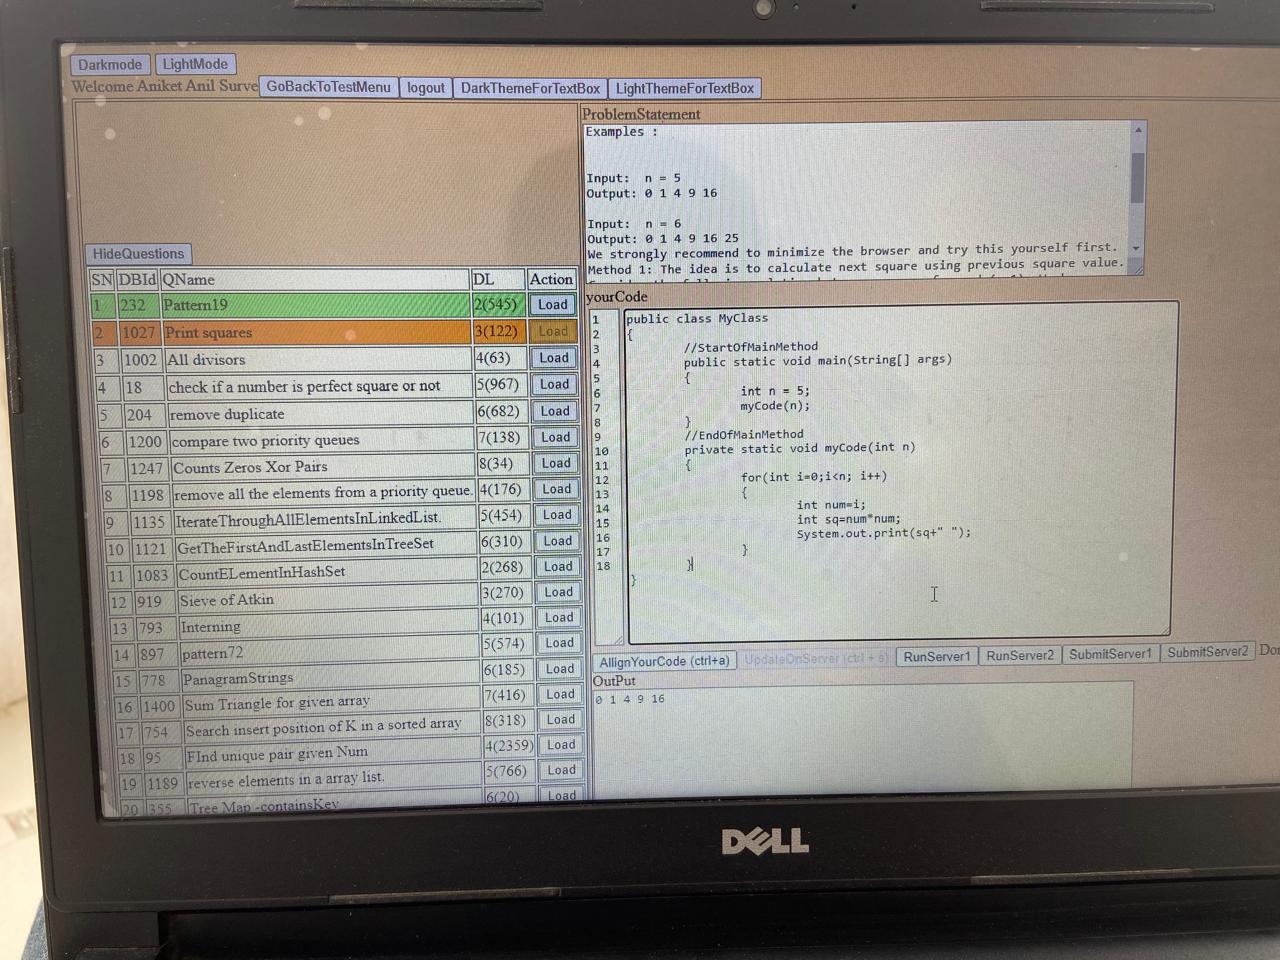 Darkmode LightMode
Welcome Aniket Anil Surve GoBackToTestMenu logout DarkThemeForTextBox LightThemeForTextBox
ProblemStatement
Examples :
Input: n = 5
Output: 0 1 4 9 16
Input: n = 6
Output: 0 1 4 9 16 25
We strongly recommend to minimize the browser and try this yourself first.
Method 1: The idea is to calculate next square using previous square value.
HideQuestions
SN DBId QName DL Action
1 232 Pattern19 2(545) Load
2 1027 Print squares 3(122) Load
3 1002 All divisors 4(63) Load
4 18 check if a number is perfect square or not 5(967) Load
5 204 remove duplicate 6(682) Load
6 1200 compare two priority queues 7(138) Load
7 1247 Counts Zeros Xor Pairs 8(34) Load
8 1198 remove all the elements from a priority queue. 4(176) Load
9 1135 IterateThroughAllElementsInLinkedList. 5(454) Load
10 1121 GetTheFirstAndLastElementsInTreeSet 6(310) Load
11 1083 CountELementInHashSet 2(268) Load
12 919 Sieve of Atkin 3(270) Load
13 793 Interning 4(101) Load
14 897 pattern72 5(574) Load
15 778 PanagramStrings 6(185) Load
16 1400 Sum Triangle for given array 7(416) Load
17 754 Search insert position of K in a sorted array 8(318) Load
18 95 FInd unique pair given Num 4(2359) Load
19 1189 reverse elements in a array list. 5(766) Load
20 355 Tree Map -containsKey 6(20) Load
yourCode
1 public class MyClass
2 {
3 //StartOfMainMethod
4 public static void main(String[] args)
5 {
6 int n = 5;
7 myCode(n);
8 }
9 //EndOfMainMethod
10 private static void myCode(int n)
11 {
12 for(int i=0;i<n; i++)
13 {
14 int num=i;
15 int sq=num*num;
16 System.out.print(sq+" ");
17 }
18 }
}
AllignYourCode (ctrl+a) UpdateOnServer (ctrl + s) RunServer1 RunServer2 SubmitServer1 SubmitServer2
OutPut
0 1 4 9 16
DELL